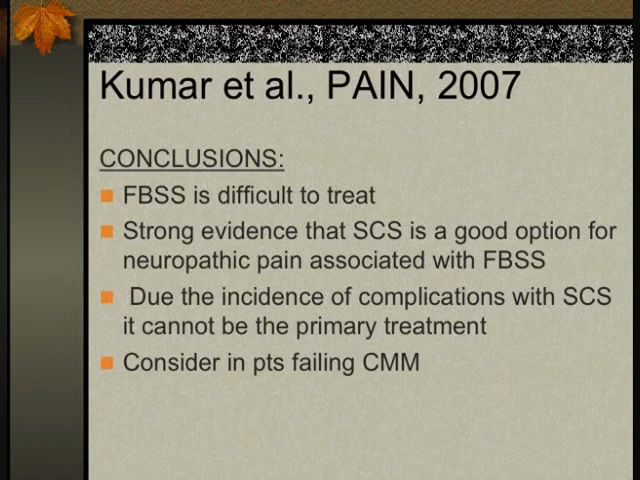 Kumar et al., PAIN, 2007
CONCLUSIONS:
FBSS is difficult to treat
Strong evidence that SCS is a good option for
neuropathic pain associated with FBSS
Due the incidence of complications with SCS
it cannot be the primary treatment
Consider in pts failing CMM